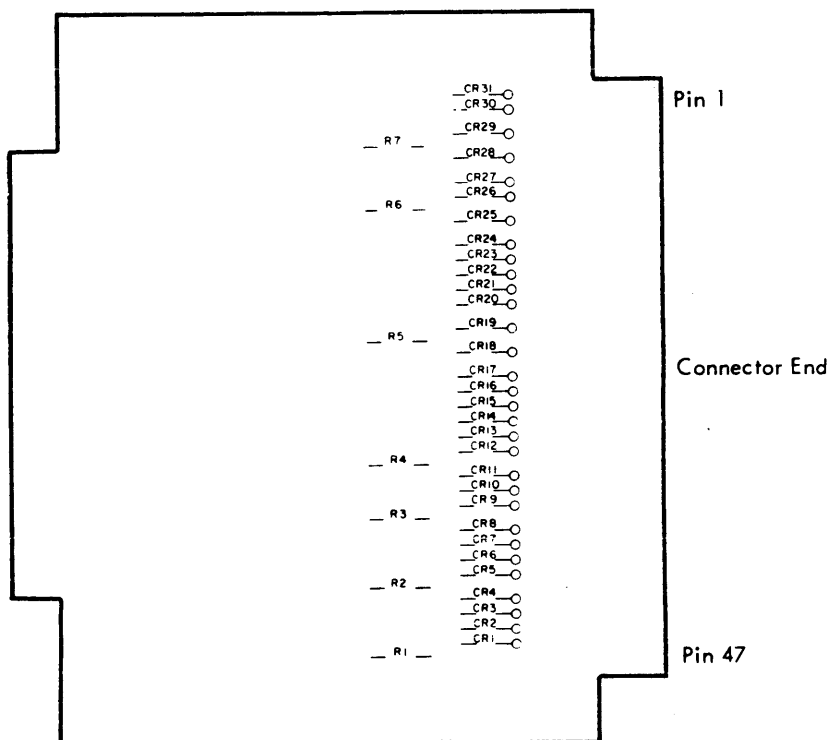 CR31
Pin 1
CR30
CR29
R7
CR28
CR27
CR26
R6
CR25
CR24
CR23
CR22
CR21
CR20
CR19
R5
CR18
Connector End
CR17
CR16
CR15
CR14
CR13
CR12
R4
CR11
CR10
CR9
R3
CR8
CR7
CR6
CR5
R2
CR4
CR3
CR2
CR1
R1
Pin 47